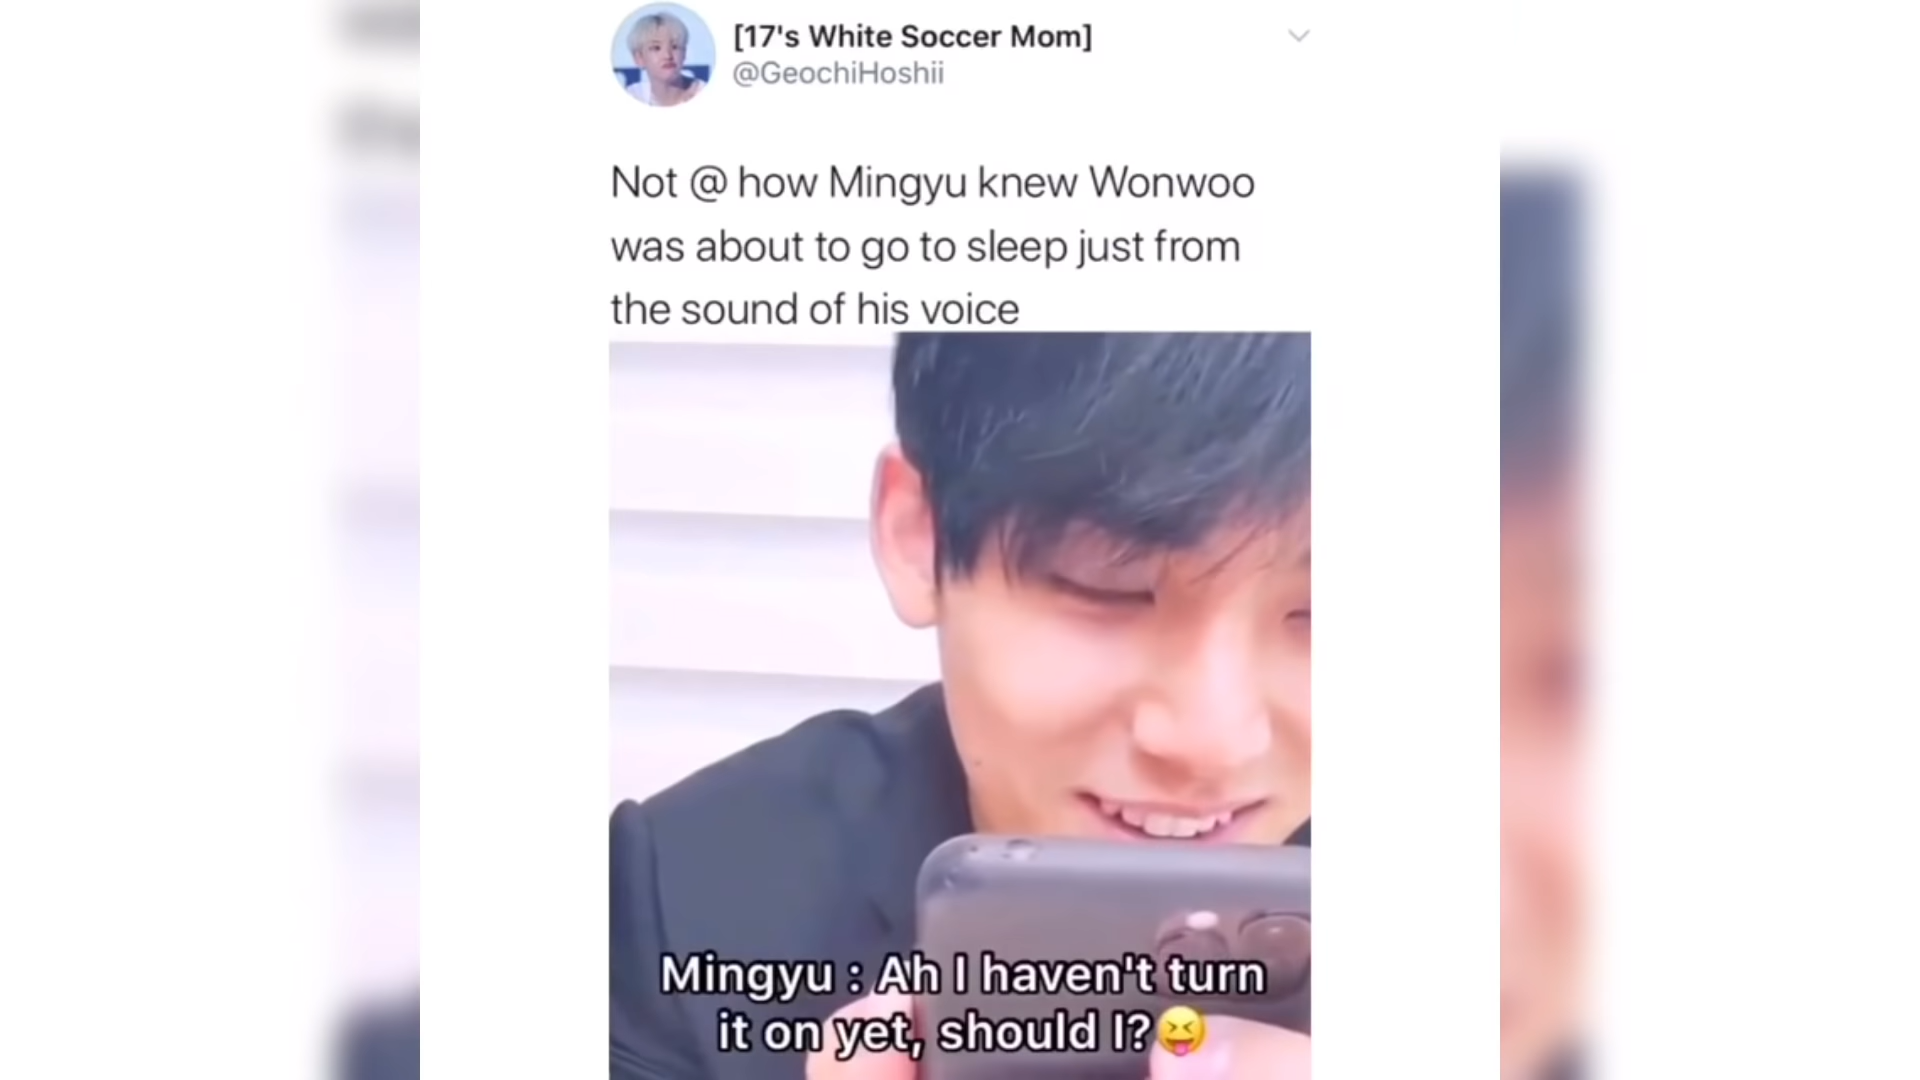 [17's White Soccer Mom]
@GeochiHoshii
Not @ how Mingyu knew Wonwoo
was about to go to sleep just from
the sound of his voice
Mingyu : Ah I haven't turn
it on yet, should I?😝